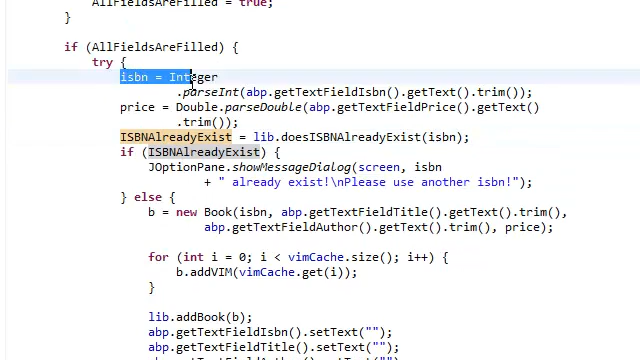 AllFieldsAreFilled = true;
}
if (AllFieldsAreFilled) {
try {
isbn = Integer
.parseInt(abp.getTextFieldIsbn().getText().trim());
price = Double.parseDouble(abp.getTextFieldPrice().getText()
.trim());
ISBNAlreadyExist = lib.doesISBNAlreadyExist(isbn);
if (ISBNAlreadyExist) {
JOptionPane.showMessageDialog(screen, isbn
+ " already exist!\nPlease use another isbn!");
} else {
b = new Book(isbn, abp.getTextFieldTitle().getText().trim(),
abp.getTextFieldAuthor().getText().trim(), price);
for (int i = 0; i < vimCache.size(); i++) {
b.addVIM(vimCache.get(i));
}
lib.addBook(b);
abp.getTextFieldIsbn().setText("");
abp.getTextFieldTitle().setText("");